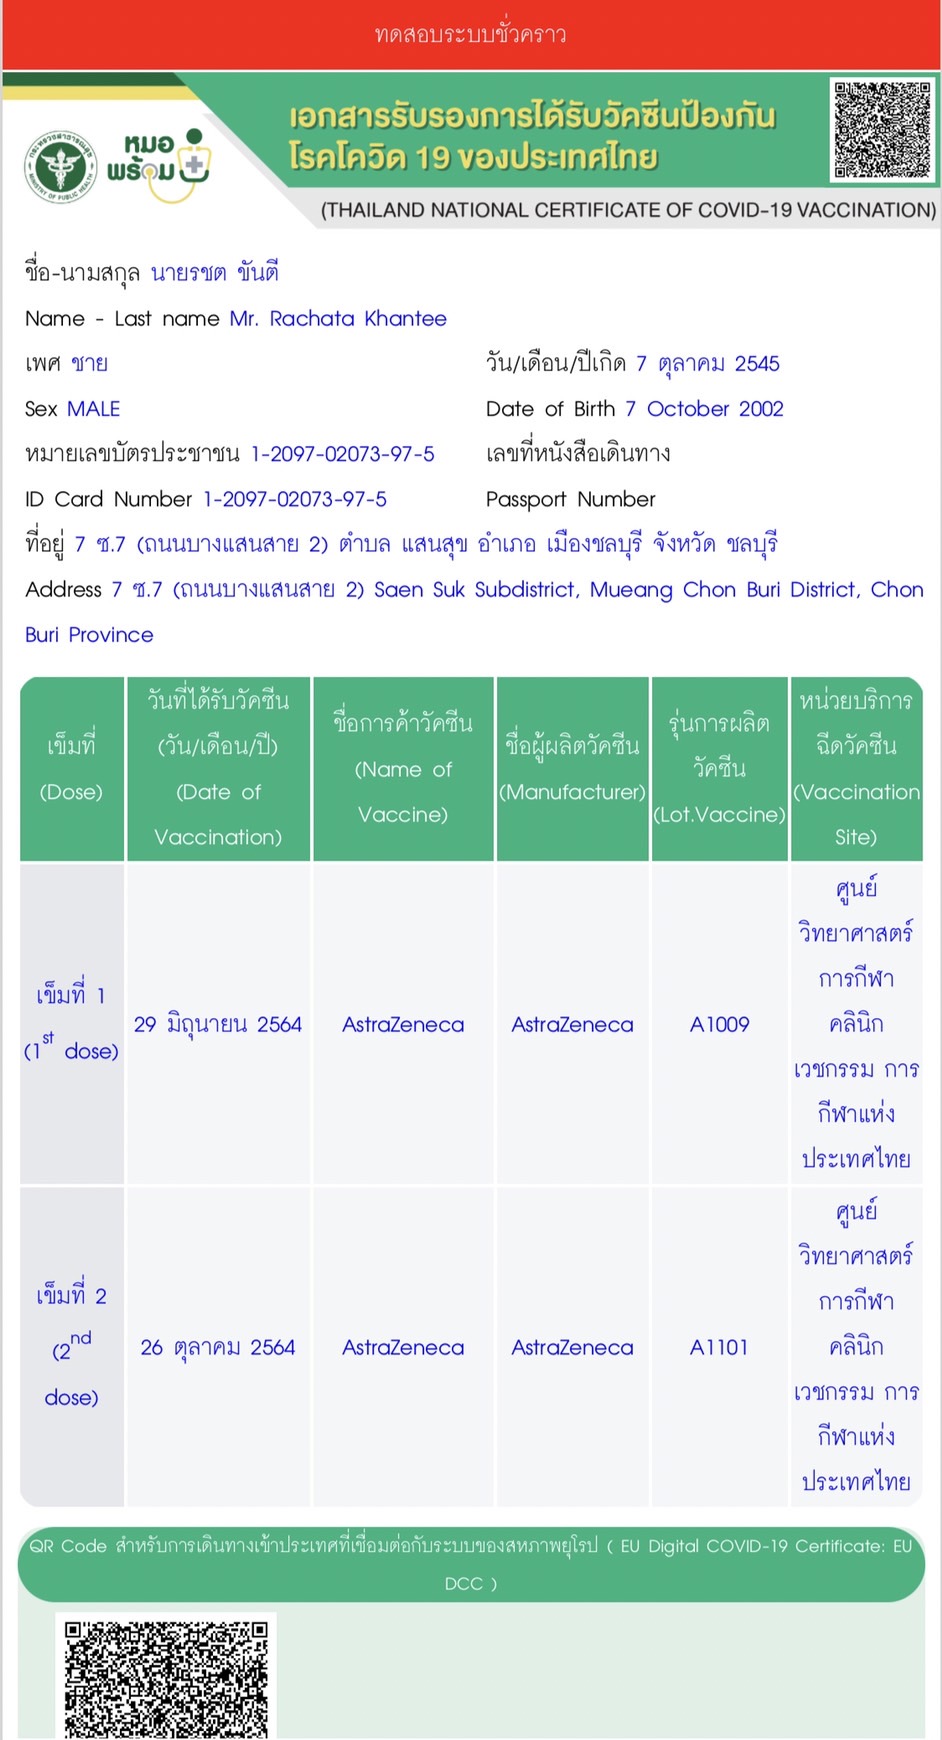 ทดสอบระบบชั่วคราว
เอกสารรับรองการได้รับวัคซีนป้องกัน
โรคโควิด 19 ของประเทศไทย
(THAILAND NATIONAL CERTIFICATE OF COVID-19 VACCINATION)
กระทรวงสาธารณสุข
MINISTRY OF PUBLIC HEALTH
หมอ
พร้อม
ชื่อ-นามสกุล นายรชต ขันตี
Name - Last name Mr. Rachata Khantee
เพศ ชาย
วัน/เดือน/ปีเกิด 7 ตุลาคม 2545
Sex MALE
Date of Birth 7 October 2002
หมายเลขบัตรประชาชน 1-2097-02073-97-5
เลขที่หนังสือเดินทาง
ID Card Number 1-2097-02073-97-5
Passport Number
ที่อยู่ 7 ซ.7 (ถนนบางแสนสาย 2) ตำบล แสนสุข อำเภอ เมืองชลบุรี จังหวัด ชลบุรี
Address 7 ซ.7 (ถนนบางแสนสาย 2) Saen Suk Subdistrict, Mueang Chon Buri District, Chon
Buri Province
เข็มที่
(Dose)
วันที่ได้รับวัคซีน
(วัน/เดือน/ปี)
(Date of
Vaccination)
ชื่อการค้าวัคซีน
(Name of
Vaccine)
ชื่อผู้ผลิตวัคซีน
(Manufacturer)
รุ่นการผลิต
วัคซีน
(Lot.Vaccine)
หน่วยบริการ
ฉีดวัคซีน
(Vaccination
Site)
เข็มที่ 1
(1st dose)
29 มิถุนายน 2564
AstraZeneca
AstraZeneca
A1009
ศูนย์
วิทยาศาสตร์
การกีฬา
คลินิก
เวชกรรม การ
กีฬาแห่ง
ประเทศไทย
เข็มที่ 2
(2nd
dose)
26 ตุลาคม 2564
AstraZeneca
AstraZeneca
A1101
ศูนย์
วิทยาศาสตร์
การกีฬา
คลินิก
เวชกรรม การ
กีฬาแห่ง
ประเทศไทย
QR Code สำหรับการเดินทางเข้าประเทศที่เชื่อมต่อกับระบบของสหภาพยุโรป ( EU Digital COVID-19 Certificate: EU
DCC )